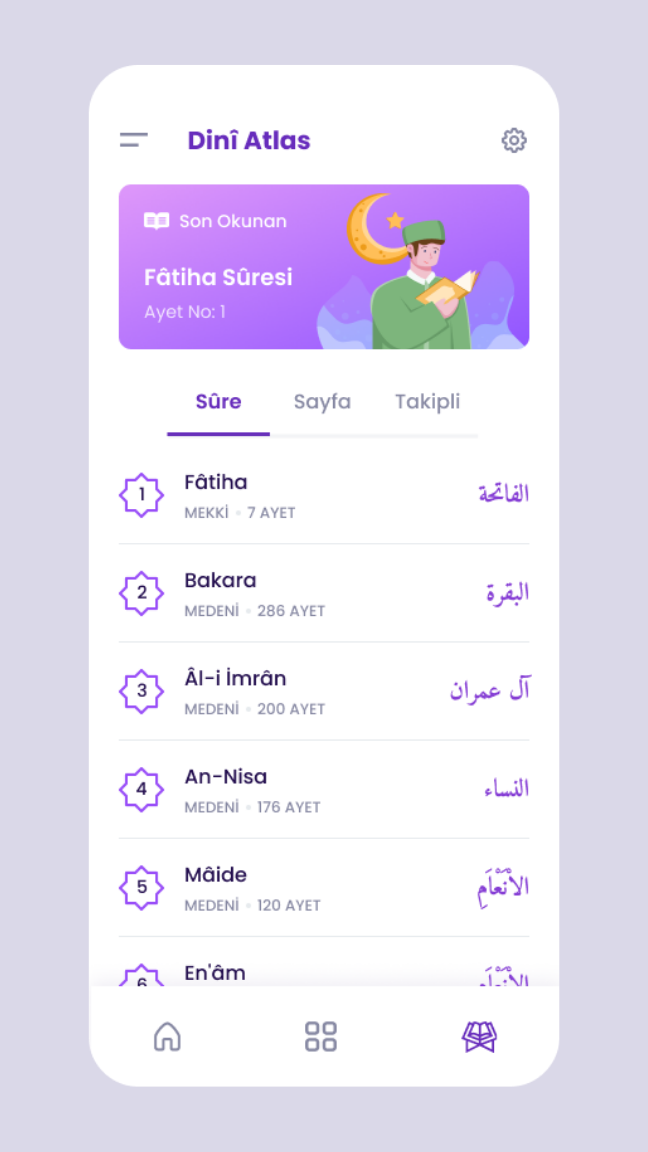 Dinî Atlas
Son Okunan
Fâtiha Sûresi
Ayet No: 1
Sûre Sayfa Takipli
1 Fâtiha الفاتحة
MEKKİ • 7 AYET
2 Bakara البقرة
MEDENİ • 286 AYET
3 Âl-i İmrân آل عمران
MEDENİ • 200 AYET
4 An-Nisa النساء
MEDENİ • 176 AYET
5 Mâide الأَنْعَامِ
MEDENİ • 120 AYET
6 En'âm